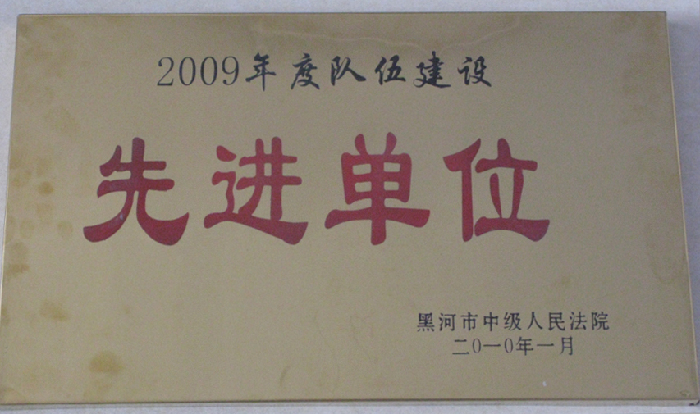 2009年度队伍建设
先进单位
黑河市中级人民法院
二0一0年一月